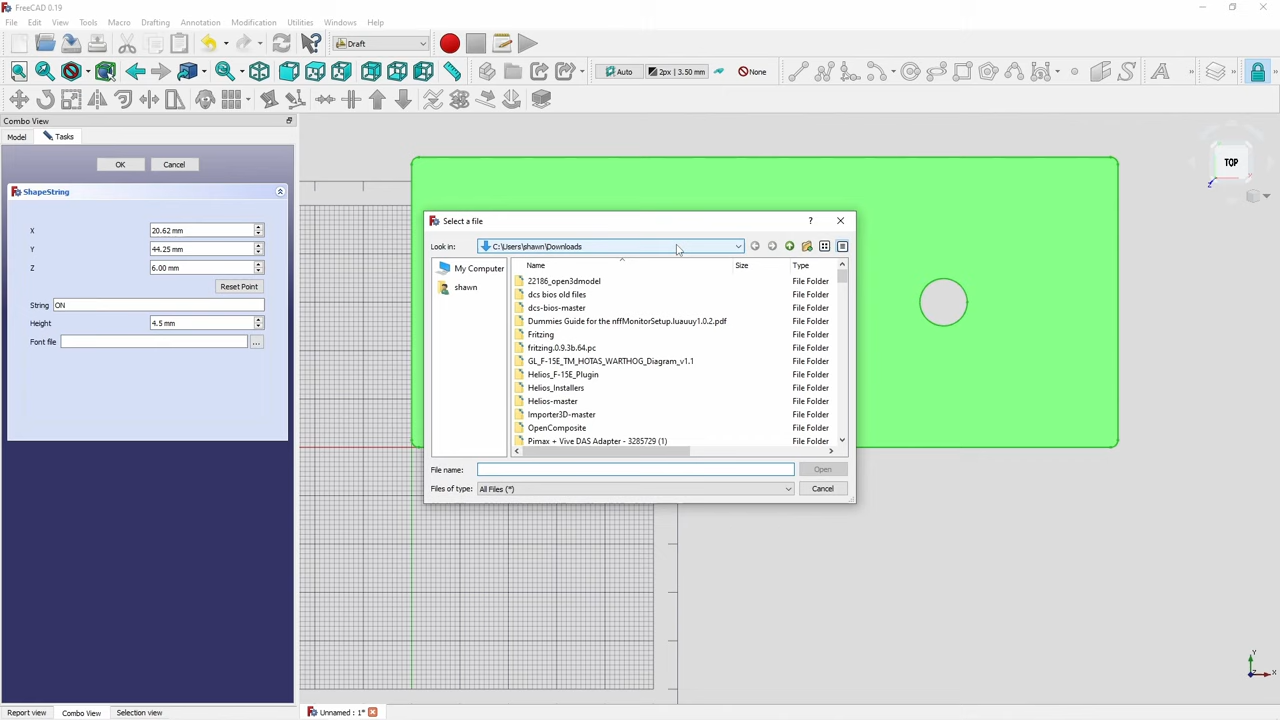 FreeCAD 0.19
File Edit View Tools Macro Drafting Annotation Modification Utilities Windows Help
Draft
Auto 2px | 3.50 mm None
Combo View
Model Tasks
OK Cancel
ShapeString
X 20.62 mm
Y 44.25 mm
Z 6.00 mm
Reset Point
String ON
Height 4.5 mm
Font file ...
TOP
Select a file ?
Look in: C:\Users\shawn\Downloads
My Computer
shawn
Name Size Type
22186_open3dmodel File Folder
dcs bios old files File Folder
dcs-bios-master File Folder
Dummies Guide for the nffMonitorSetup.luauuy1.0.2.pdf File Folder
Fritzing File Folder
fritzing.0.9.3b.64.pc File Folder
GL_F-15E_TM_HOTAS_WARTHOG_Diagram_v1.1 File Folder
Helios_F-15E_Plugin File Folder
Helios_Installers File Folder
Helios-master File Folder
Importer3D-master File Folder
OpenComposite File Folder
Pimax + Vive DAS Adapter - 3285729 (1) File Folder
File name: Open
Files of type: All Files (*) Cancel
Y
Z X
Report view Combo View Selection view Unnamed : 1*